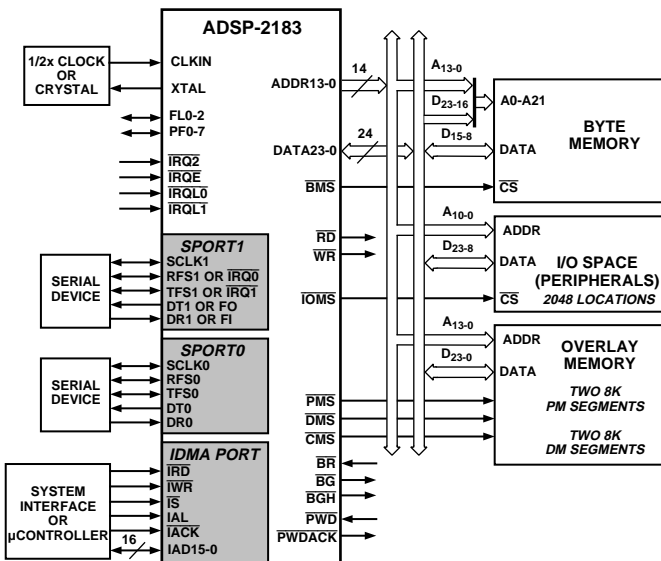 ADSP-2183
1/2x CLOCK
OR
CRYSTAL
CLKIN
XTAL
FL0-2
PF0-7
IRQ2
IRQE
IRQL0
IRQL1
SPORT1
SCLK1
RFS1 OR IRQ0
TFS1 OR IRQ1
DT1 OR FO
DR1 OR FI
SERIAL
DEVICE
SPORT0
SCLK0
RFS0
TFS0
DT0
DR0
SERIAL
DEVICE
IDMA PORT
IRD
IWR
IS
IAL
IACK
IAD15-0
16
SYSTEM
INTERFACE
OR
µCONTROLLER
ADDR13-0
14
DATA23-0
24
BMS
RD
WR
IOMS
PMS
DMS
CMS
BR
BG
BGH
PWD
PWDACK
A13-0
D23-16
D15-8
A0-A21
DATA
CS
BYTE
MEMORY
A10-0
D23-8
ADDR
DATA
CS
I/O SPACE
(PERIPHERALS)
2048 LOCATIONS
A13-0
D23-0
ADDR
DATA
OVERLAY
MEMORY
TWO 8K
PM SEGMENTS
TWO 8K
DM SEGMENTS